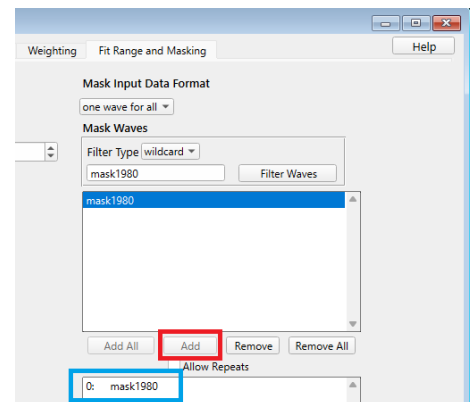 Weighting Fit Range and Masking Help
Mask Input Data Format
one wave for all
Mask Waves
Filter Type wildcard
mask1980 Filter Waves
mask1980
Add All Add Remove Remove All
Allow Repeats
0: mask1980